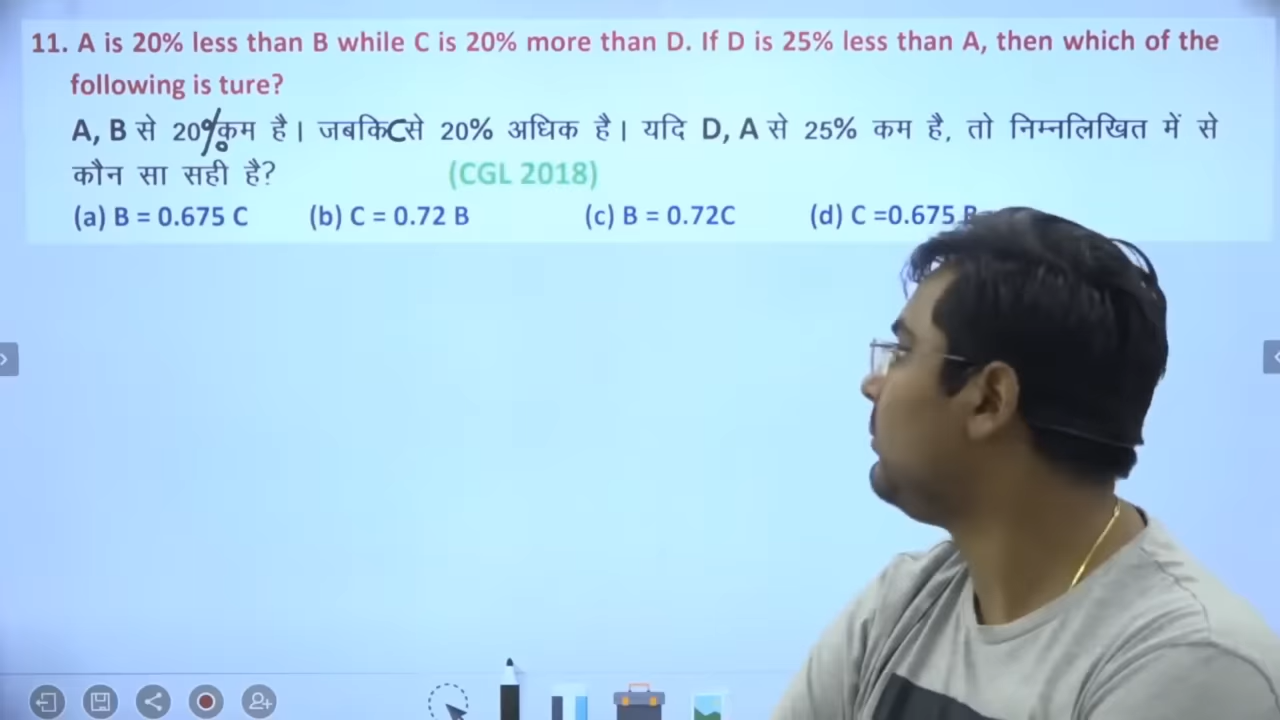 11. A is 20% less than B while C is 20% more than D. If D is 25% less than A, then which of the
following is ture?
A, B से 20% कम है। जबकि C से 20% अधिक है। यदि D, A से 25% कम है, तो निम्नलिखित में से
कौन सा सही है? (CGL 2018)
(a) B = 0.675 C (b) C = 0.72 B (c) B = 0.72C (d) C =0.675